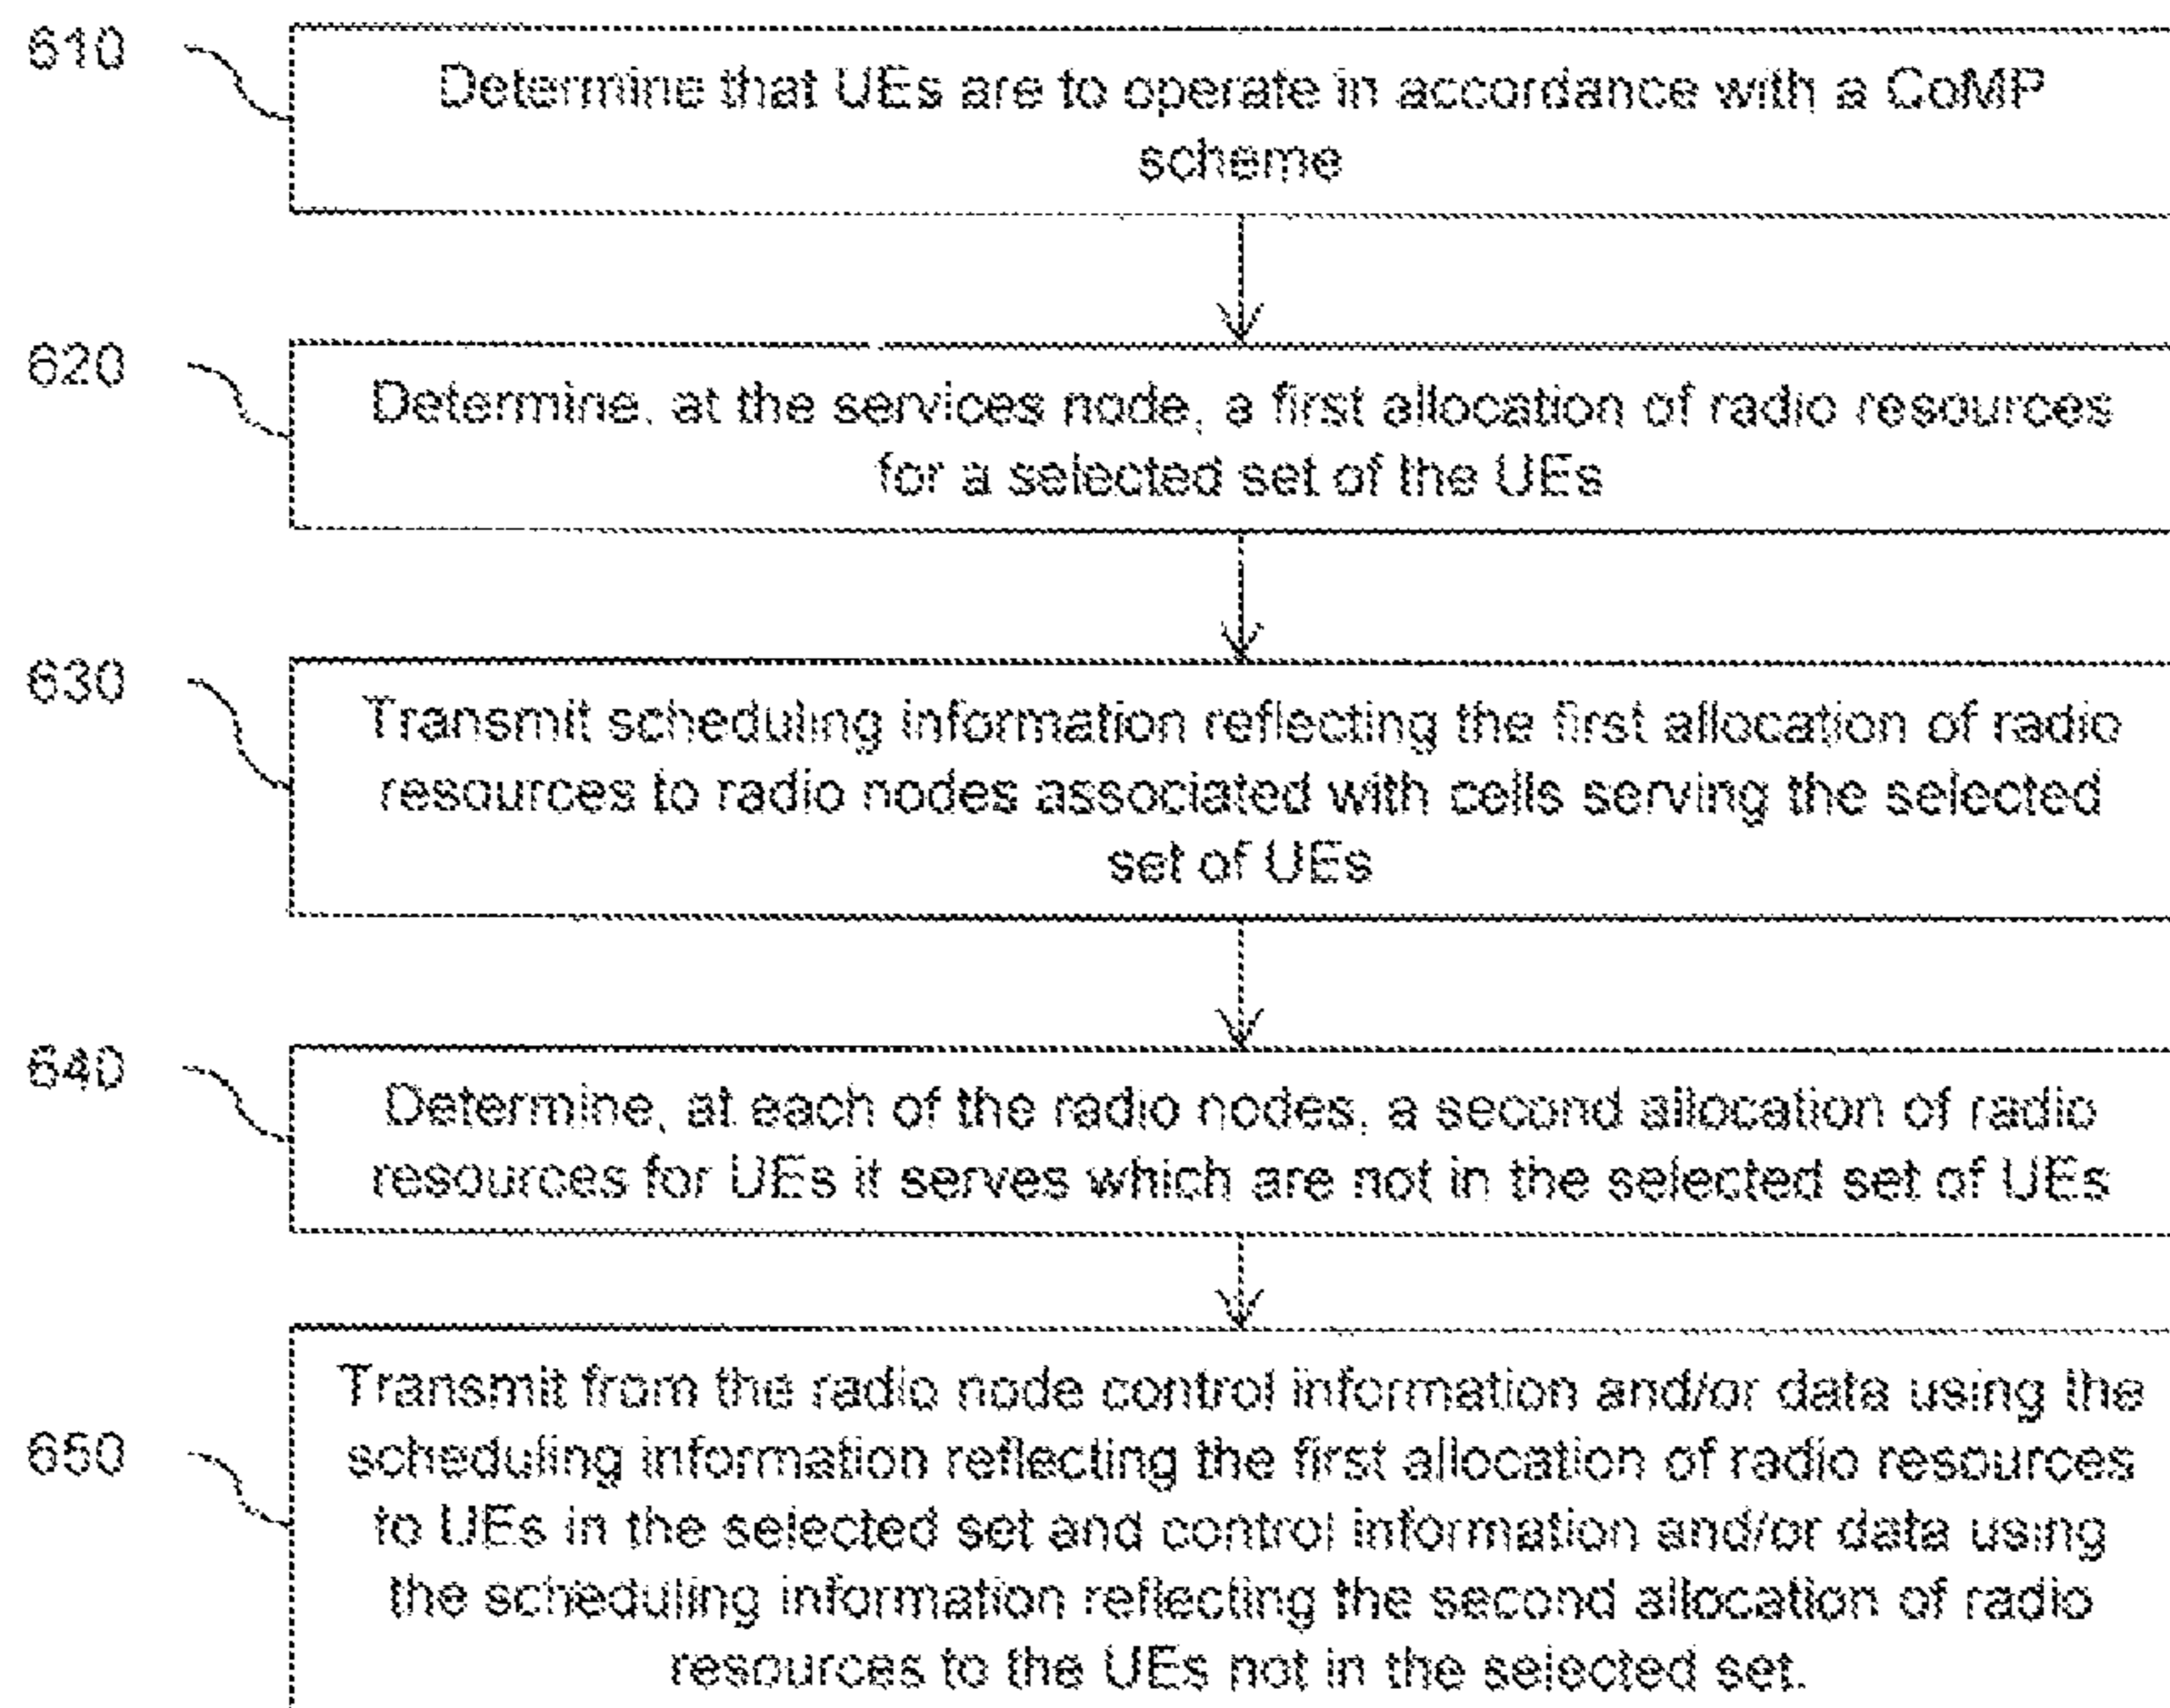 610
Determine that UEs are to operate in accordance with a CoMP
scheme
620
Determine, at the services node, a first allocation of radio resources
for a selected set of the UEs
630
Transmit scheduling information reflecting the first allocation of radio
resources to radio nodes associated with cells serving the selected
set of UEs
640
Determine, at each of the radio nodes, a second allocation of radio
resources for UEs it serves which are not in the selected set of UEs
650
Transmit from the radio node control information and/or data using the
scheduling information reflecting the first allocation of radio resources
to UEs in the selected set and control information and/or data using
the scheduling information reflecting the second allocation of radio
resources to the UEs not in the selected set.